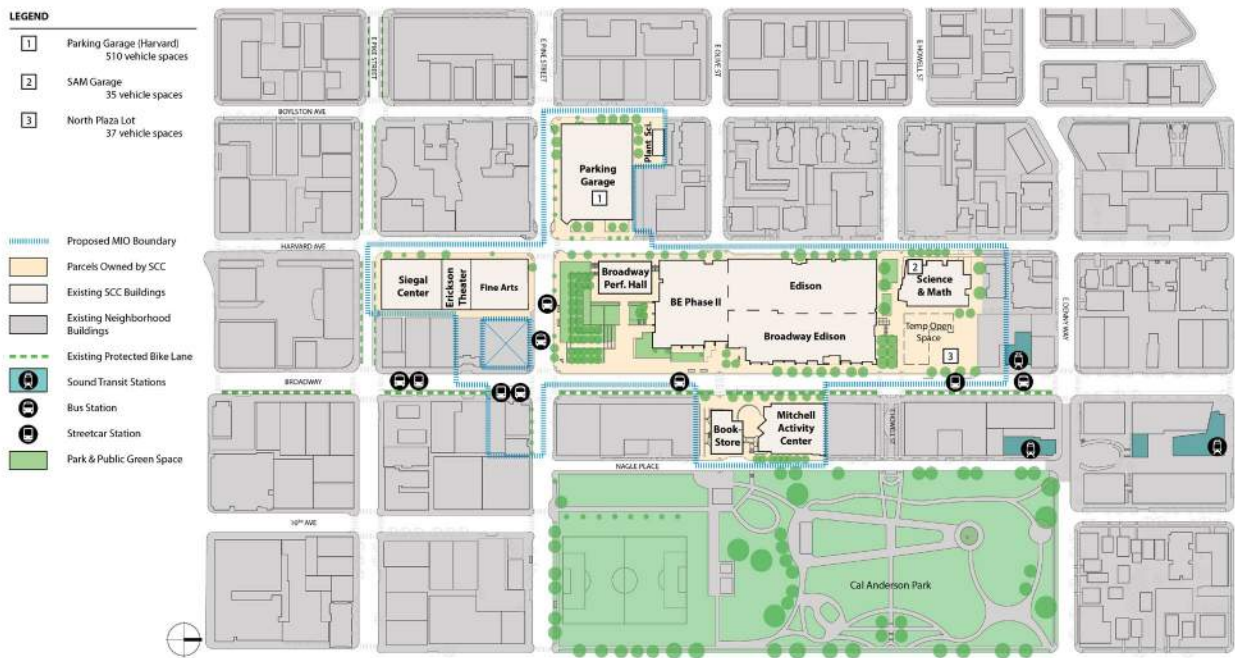 LEGEND
1 Parking Garage (Harvard)
510 vehicle spaces
2 SAM Garage
35 vehicle spaces
3 North Plaza Lot
37 vehicle spaces
Proposed MIO Boundary
Parcels Owned by SCC
Existing SCC Buildings
Existing Neighborhood
Buildings
Existing Protected Bike Lane
Sound Transit Stations
Bus Station
Streetcar Station
Park & Public Green Space
E PIKE STREET
E PINE STREET
E OLIVE ST
E HOWELL ST
BOYLSTON AVE
Plant Sci.
Parking
Garage
1
HARVARD AVE
Siegal
Center
Erickson
Theater
Fine Arts
Broadway
Perf. Hall
BE Phase II
Edison
Broadway Edison
2
Science
& Math
Temp Open
Space
3
E DENNY WAY
BROADWAY
Book-
Store
Mitchell
Activity
Center
E HOWELL ST
NAGLE PLACE
10TH AVE
Cal Anderson Park